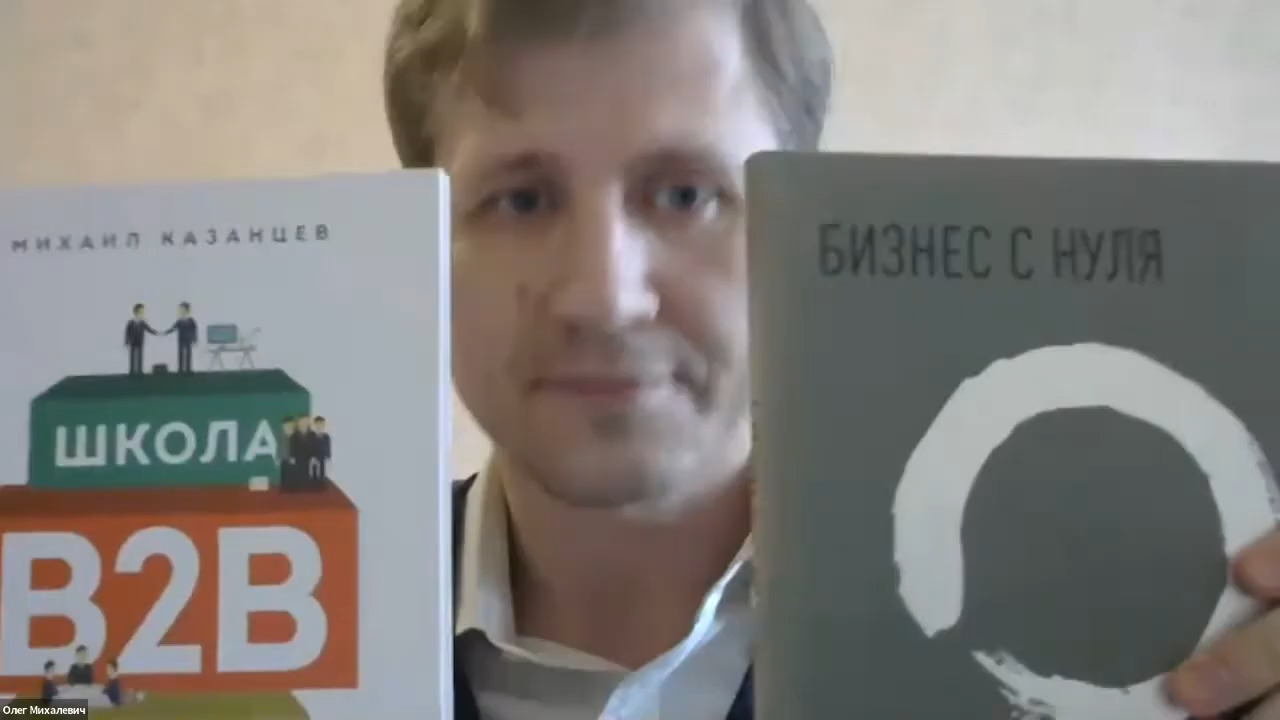 МИХАИЛ КАЗАНЦЕВ
ШКОЛА
B2B
БИЗНЕС С НУЛЯ
Олег Михалевич